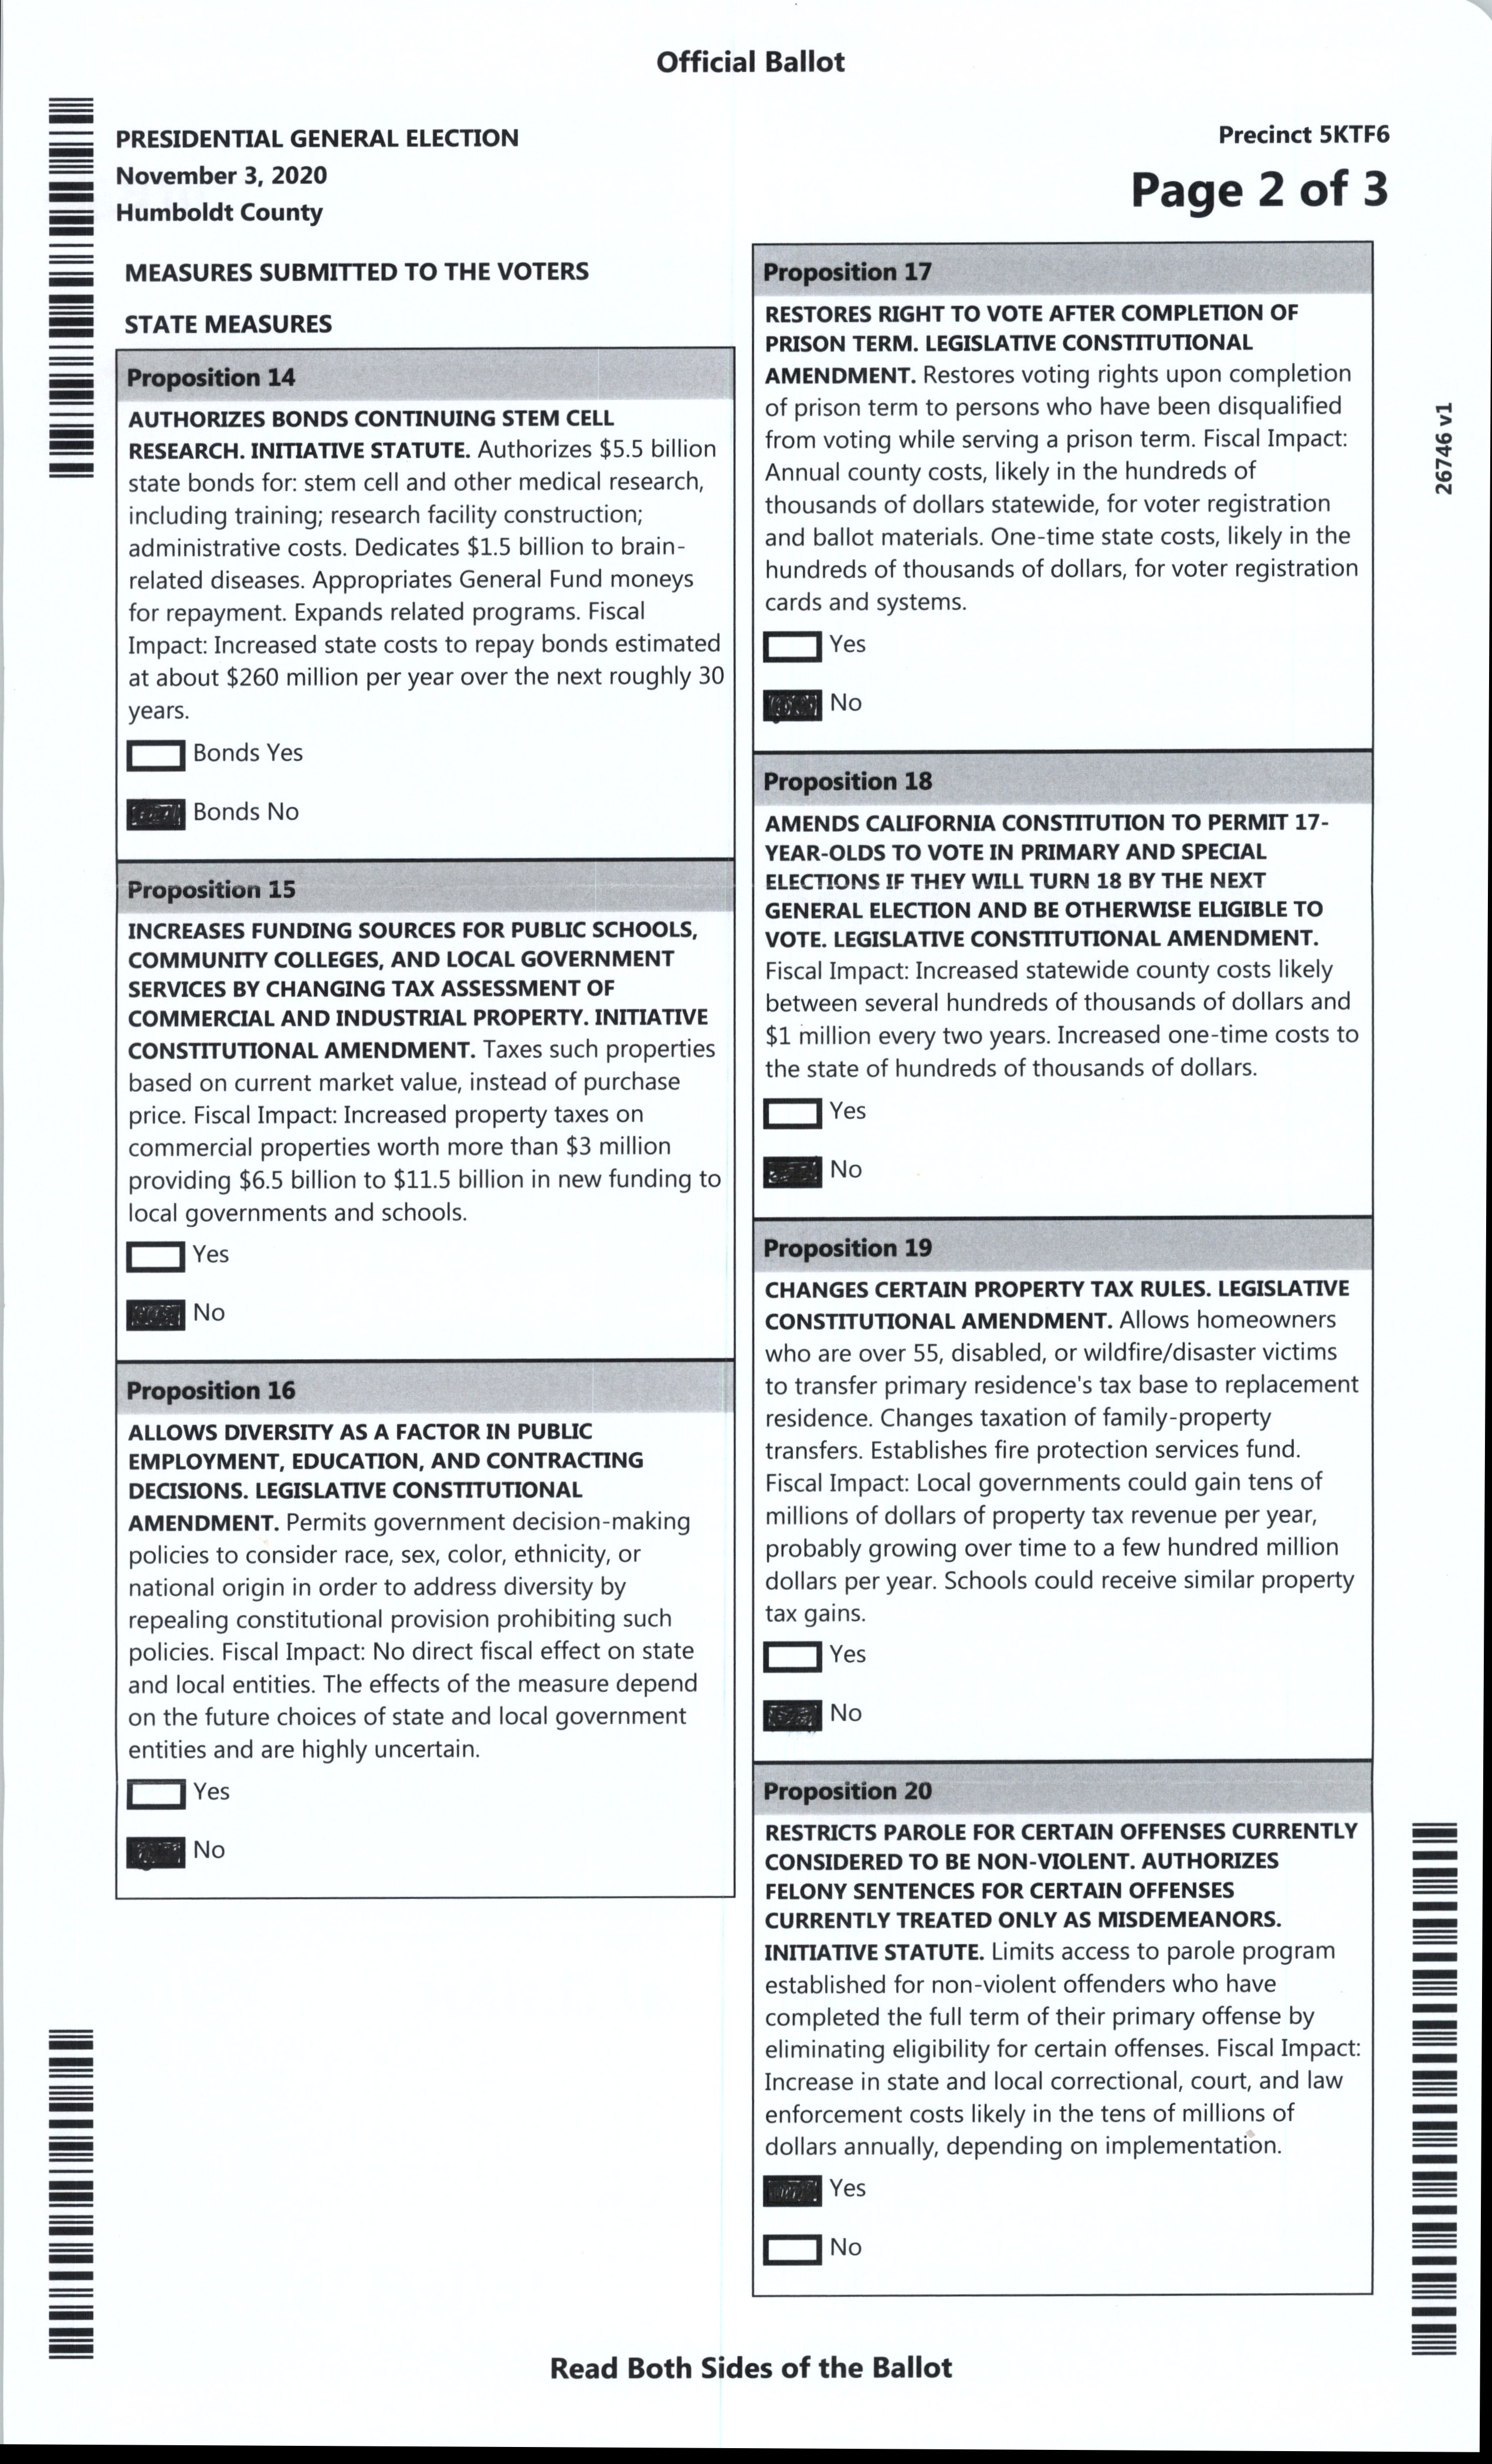 Official Ballot
PRESIDENTIAL GENERAL ELECTION
November 3, 2020
Humboldt County
Precinct 5KTF6
Page 2 of 3
MEASURES SUBMITTED TO THE VOTERS
STATE MEASURES
Proposition 14
AUTHORIZES BONDS CONTINUING STEM CELL
RESEARCH. INITIATIVE STATUTE. Authorizes $5.5 billion
state bonds for: stem cell and other medical research,
including training; research facility construction;
administrative costs. Dedicates $1.5 billion to brain-
related diseases. Appropriates General Fund moneys
for repayment. Expands related programs. Fiscal
Impact: Increased state costs to repay bonds estimated
at about $260 million per year over the next roughly 30
years.
Bonds Yes
Bonds No
Proposition 15
INCREASES FUNDING SOURCES FOR PUBLIC SCHOOLS,
COMMUNITY COLLEGES, AND LOCAL GOVERNMENT
SERVICES BY CHANGING TAX ASSESSMENT OF
COMMERCIAL AND INDUSTRIAL PROPERTY. INITIATIVE
CONSTITUTIONAL AMENDMENT. Taxes such properties
based on current market value, instead of purchase
price. Fiscal Impact: Increased property taxes on
commercial properties worth more than $3 million
providing $6.5 billion to $11.5 billion in new funding to
local governments and schools.
Yes
No
Proposition 16
ALLOWS DIVERSITY AS A FACTOR IN PUBLIC
EMPLOYMENT, EDUCATION, AND CONTRACTING
DECISIONS. LEGISLATIVE CONSTITUTIONAL
AMENDMENT. Permits government decision-making
policies to consider race, sex, color, ethnicity, or
national origin in order to address diversity by
repealing constitutional provision prohibiting such
policies. Fiscal Impact: No direct fiscal effect on state
and local entities. The effects of the measure depend
on the future choices of state and local government
entities and are highly uncertain.
Yes
No
Proposition 17
RESTORES RIGHT TO VOTE AFTER COMPLETION OF
PRISON TERM. LEGISLATIVE CONSTITUTIONAL
AMENDMENT. Restores voting rights upon completion
of prison term to persons who have been disqualified
from voting while serving a prison term. Fiscal Impact:
Annual county costs, likely in the hundreds of
thousands of dollars statewide, for voter registration
and ballot materials. One-time state costs, likely in the
hundreds of thousands of dollars, for voter registration
cards and systems.
Yes
No
Proposition 18
AMENDS CALIFORNIA CONSTITUTION TO PERMIT 17-
YEAR-OLDS TO VOTE IN PRIMARY AND SPECIAL
ELECTIONS IF THEY WILL TURN 18 BY THE NEXT
GENERAL ELECTION AND BE OTHERWISE ELIGIBLE TO
VOTE. LEGISLATIVE CONSTITUTIONAL AMENDMENT.
Fiscal Impact: Increased statewide county costs likely
between several hundreds of thousands of dollars and
$1 million every two years. Increased one-time costs to
the state of hundreds of thousands of dollars.
Yes
No
Proposition 19
CHANGES CERTAIN PROPERTY TAX RULES. LEGISLATIVE
CONSTITUTIONAL AMENDMENT. Allows homeowners
who are over 55, disabled, or wildfire/disaster victims
to transfer primary residence's tax base to replacement
residence. Changes taxation of family-property
transfers. Establishes fire protection services fund.
Fiscal Impact: Local governments could gain tens of
millions of dollars of property tax revenue per year,
probably growing over time to a few hundred million
dollars per year. Schools could receive similar property
tax gains.
Yes
No
Proposition 20
RESTRICTS PAROLE FOR CERTAIN OFFENSES CURRENTLY
CONSIDERED TO BE NON-VIOLENT. AUTHORIZES
FELONY SENTENCES FOR CERTAIN OFFENSES
CURRENTLY TREATED ONLY AS MISDEMEANORS.
INITIATIVE STATUTE. Limits access to parole program
established for non-violent offenders who have
completed the full term of their primary offense by
eliminating eligibility for certain offenses. Fiscal Impact:
Increase in state and local correctional, court, and law
enforcement costs likely in the tens of millions of
dollars annually, depending on implementation.
Yes
No
26746 v1
Read Both Sides of the Ballot